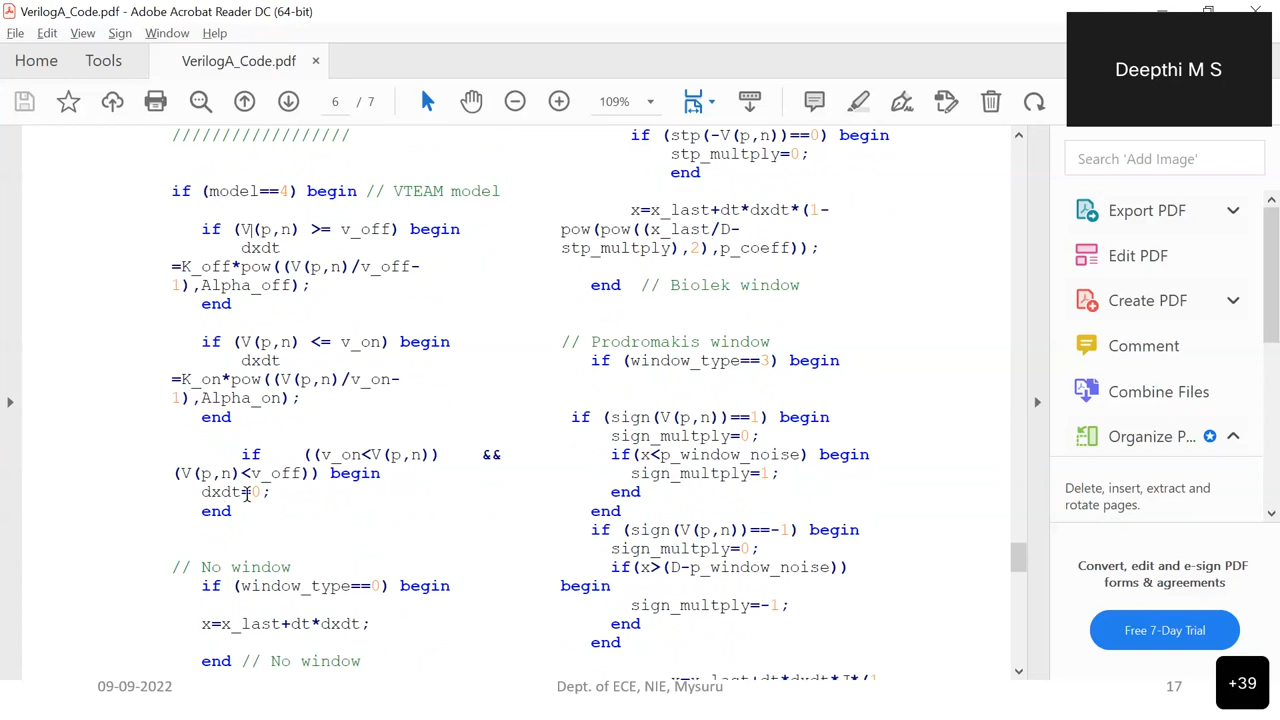 VerilogA_Code.pdf - Adobe Acrobat Reader DC (64-bit)
File Edit View Sign Window Help
Home Tools VerilogA_Code.pdf ×
6 / 7 109%
Deepthi M S
//////////////////
if (model==4) begin // VTEAM model
if (V(p,n) >= v_off) begin
dxdt
=K_off*pow((V(p,n)/v_off-
1),Alpha_off);
end
if (V(p,n) <= v_on) begin
dxdt
=K_on*pow((V(p,n)/v_on-
1),Alpha_on);
end
if ((v_on<V(p,n)) &&
(V(p,n)<v_off)) begin
dxdt=0;
end
// No window
if (window_type==0) begin
x=x_last+dt*dxdt;
end // No window
if (stp(-V(p,n))==0) begin
stp_multply=0;
end
x=x_last+dt*dxdt*(1-
pow(pow((x_last/D-
stp_multply),2),p_coeff));
end // Biolek window
// Prodromakis window
if (window_type==3) begin
if (sign(V(p,n))==1) begin
sign_multply=0;
if(x<p_window_noise) begin
sign_multply=1;
end
end
if (sign(V(p,n))==-1) begin
sign_multply=0;
if(x>(D-p_window_noise))
begin
sign_multply=-1;
end
end
x=x_last+dt*dxdt*J*(1
Search 'Add Image'
Export PDF
Edit PDF
Create PDF
Comment
Combine Files
Organize P...
Delete, insert, extract and
rotate pages.
Convert, edit and e-sign PDF
forms & agreements
Free 7-Day Trial
09-09-2022 Dept. of ECE, NIE, Mysuru 17
+39